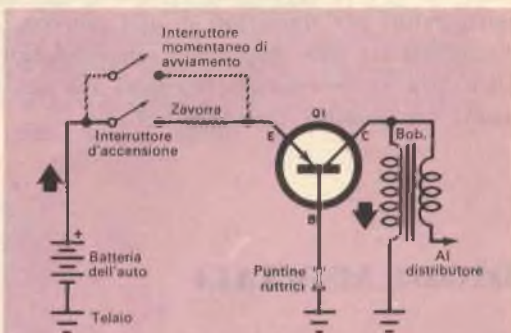 Interruttore
momentaneo di
avviamento
Zavorra
Interruttore
d'accensione
Q1
E
C
B
Bob.
+
Batteria
dell'auto
Telaio
Puntine
ruttrici
Al
distributore